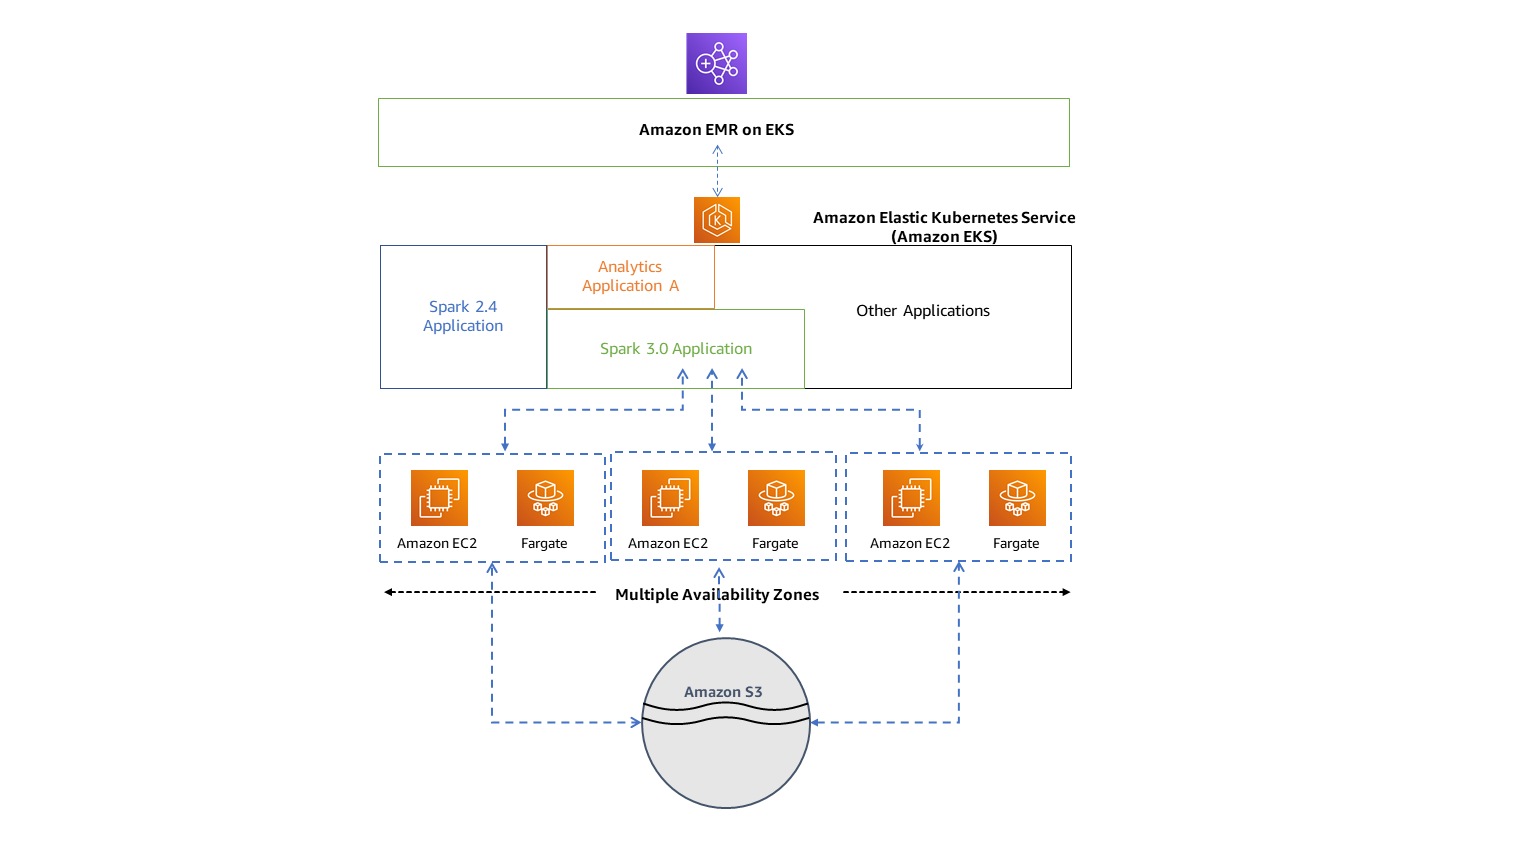 Amazon EMR on EKS
Amazon Elastic Kubernetes Service
(Amazon EKS)
Spark 2.4
Application
Analytics
Application A
Spark 3.0 Application
Other Applications
Amazon EC2
Fargate
Amazon EC2
Fargate
Amazon EC2
Fargate
Multiple Availability Zones
Amazon S3